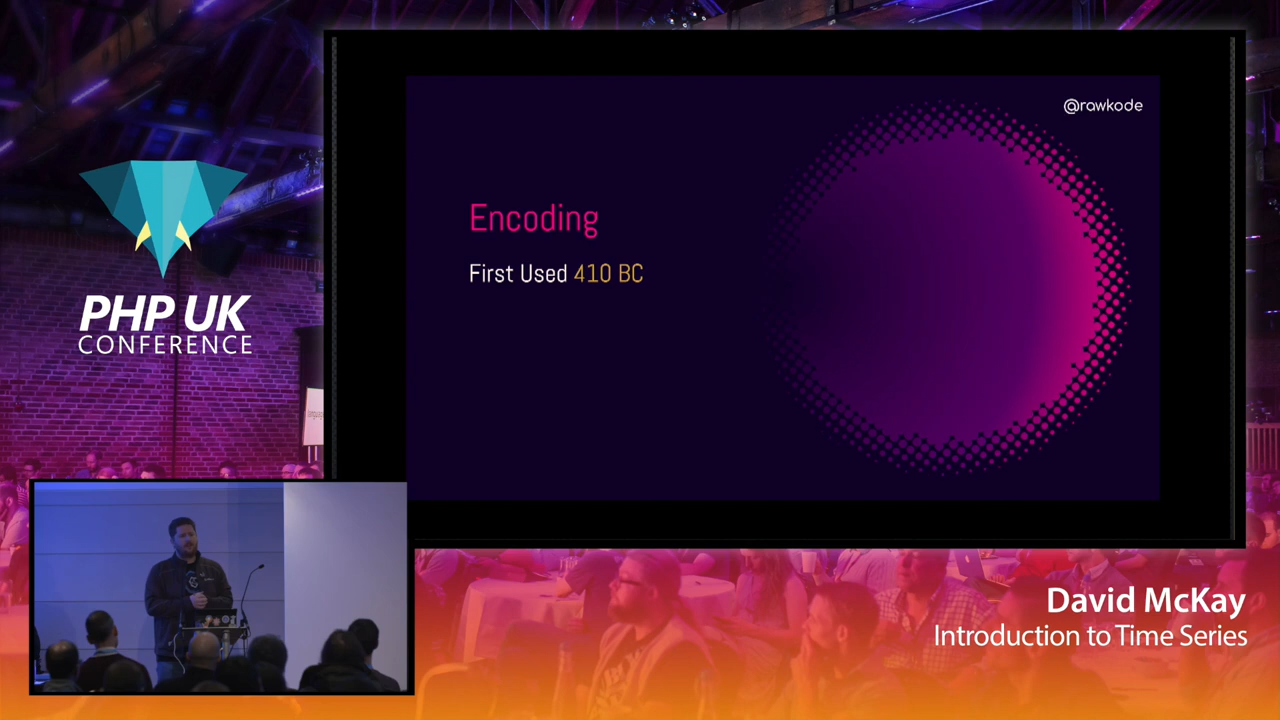 @rawkode
Encoding
First Used 410 BC
PHP UK
CONFERENCE
David McKay
Introduction to Time Series